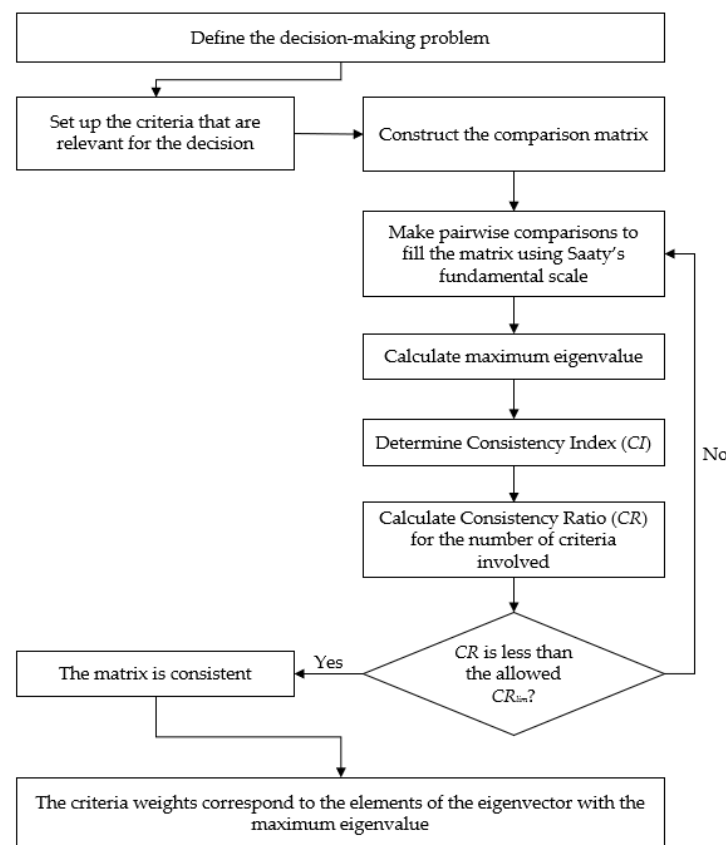 Define the decision-making problem
Set up the criteria that are
relevant for the decision
Construct the comparison matrix
Make pairwise comparisons to
fill the matrix using Saaty's
fundamental scale
Calculate maximum eigenvalue
Determine Consistency Index (CI)
No
Calculate Consistency Ratio (CR)
for the number of criteria
involved
CR is less than
the allowed
CRlim?
Yes
The matrix is consistent
The criteria weights correspond to the elements of the eigenvector with the
maximum eigenvalue